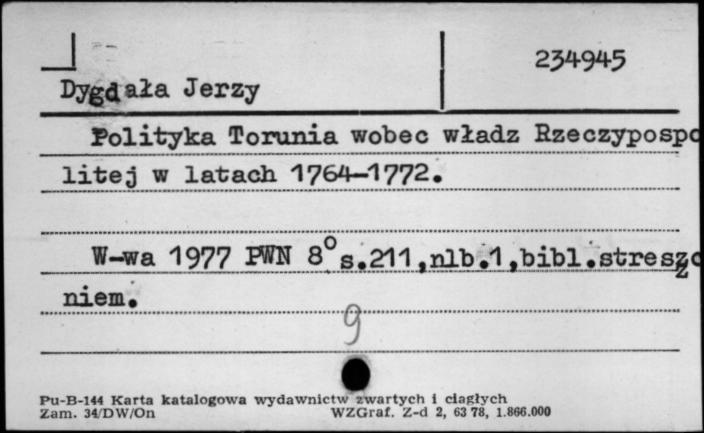 234945
Dygdała Jerzy
Polityka Torunia wobec władz Rzeczypospo
litej w latach 1764-1772.
W-wa 1977 PWN 8° s.211,nlb.1,bibl.streszc
niem.
9
Pu-B-144 Karta katalogowa wydawnictw zwartych i ciągłych
Zam. 34/DW/On WZGraf. Z-d 2, 63 78, 1.866.000